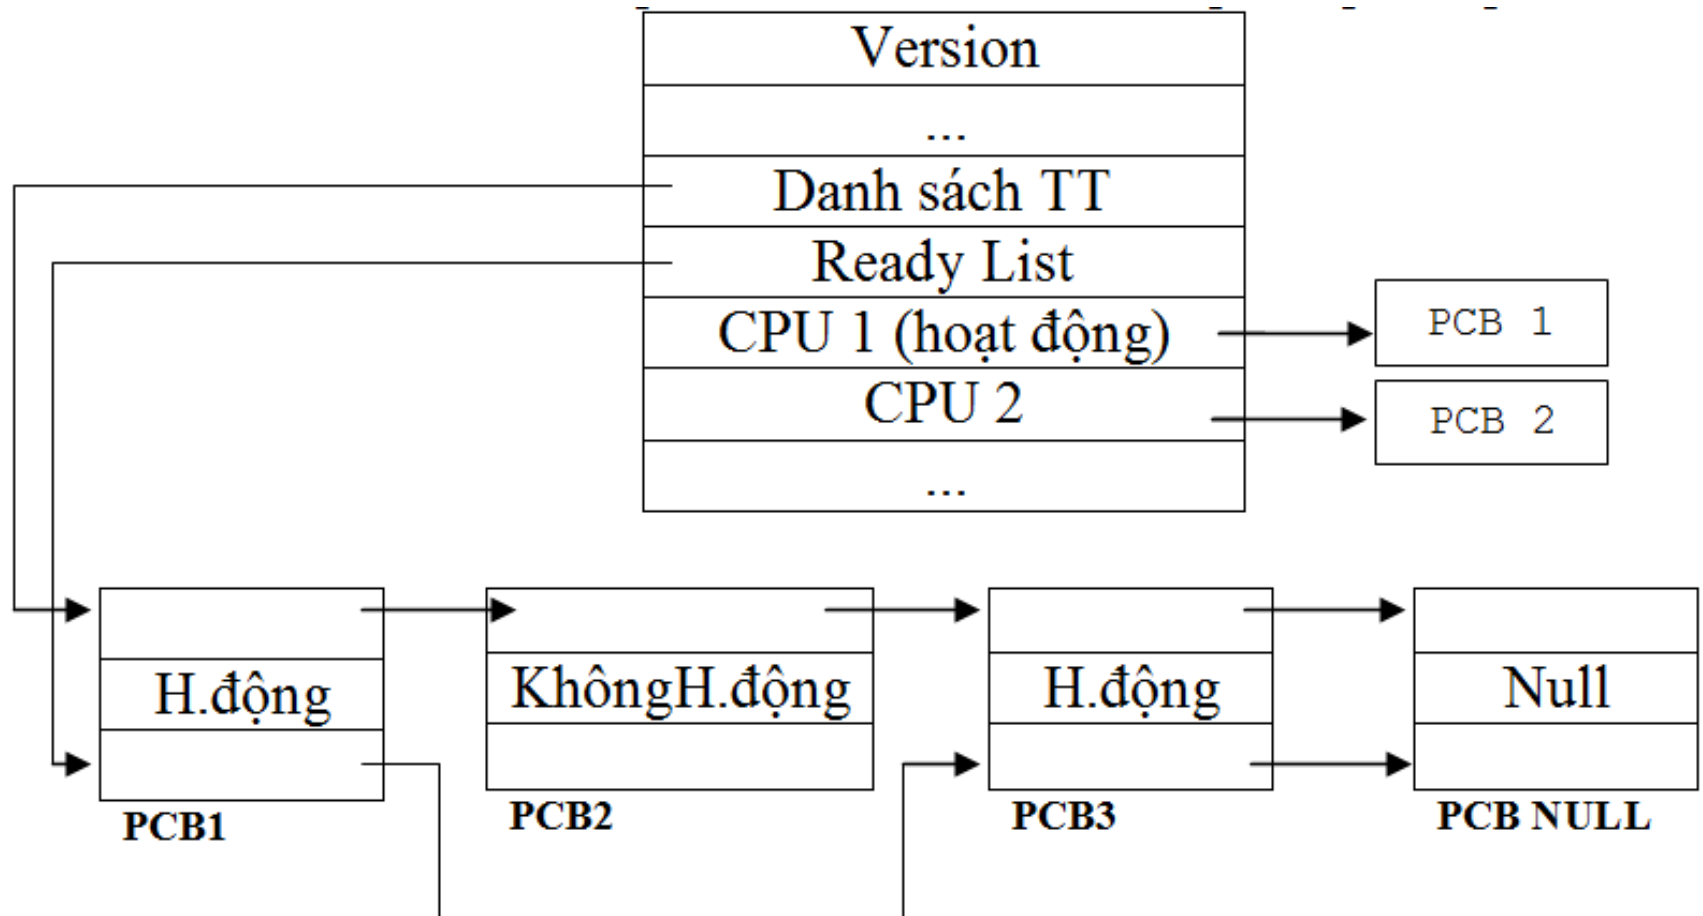 Version
...
Danh sách TT
Ready List
CPU 1 (hoạt động)
PCB 1
CPU 2
PCB 2
...
H.động
KhôngH.động
H.động
Null
PCB1
PCB2
PCB3
PCB NULL